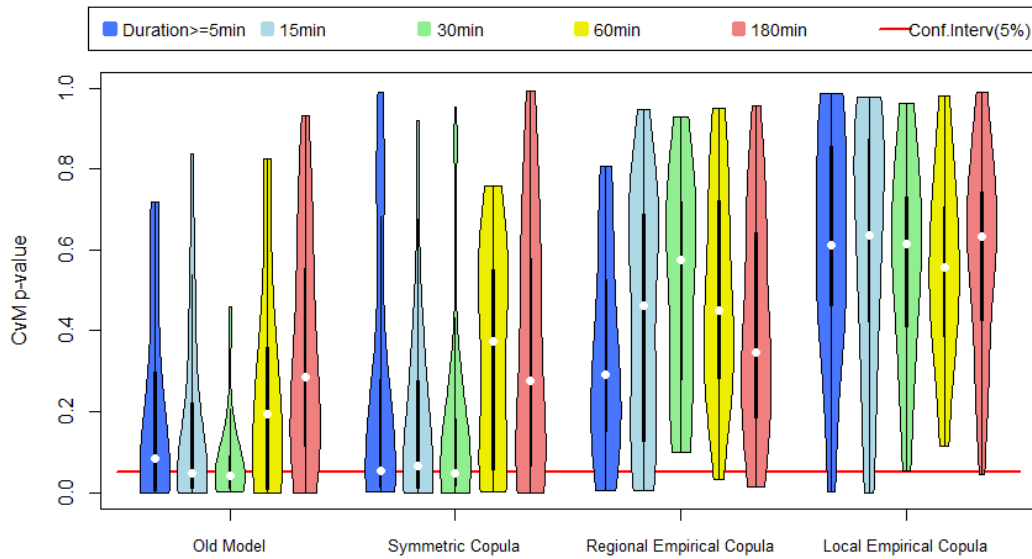 Duration>=5min 15min 30min 60min 180min Conf.Interv(5%)
CvM p-value
1.0
0.8
0.6
0.4
0.2
0.0
Old Model Symmetric Copula Regional Empirical Copula Local Empirical Copula